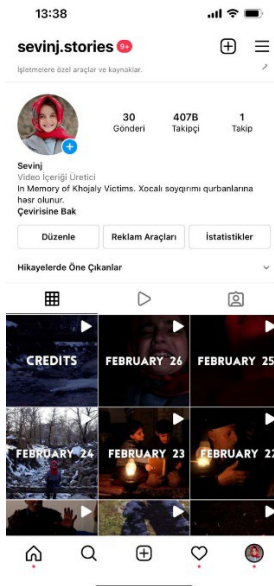 13:38
sevinj.stories 9+
İşletmelere özel araçlar ve kaynaklar.
30 407B 1
Gönderi Takipçi Takip
Sevinj
Video İçeriği Üretici
In Memory of Khojaly Victims. Xocalı soyqırımı qurbanlarına
həsr olunur.
Çevirisine Bak
Düzenle Reklam Araçları İstatistikler
Hikayelerde Öne Çıkanlar
CREDITS FEBRUARY 26 FEBRUARY 25
FEBRUARY 24 FEBRUARY 23 FEBRUARY 22